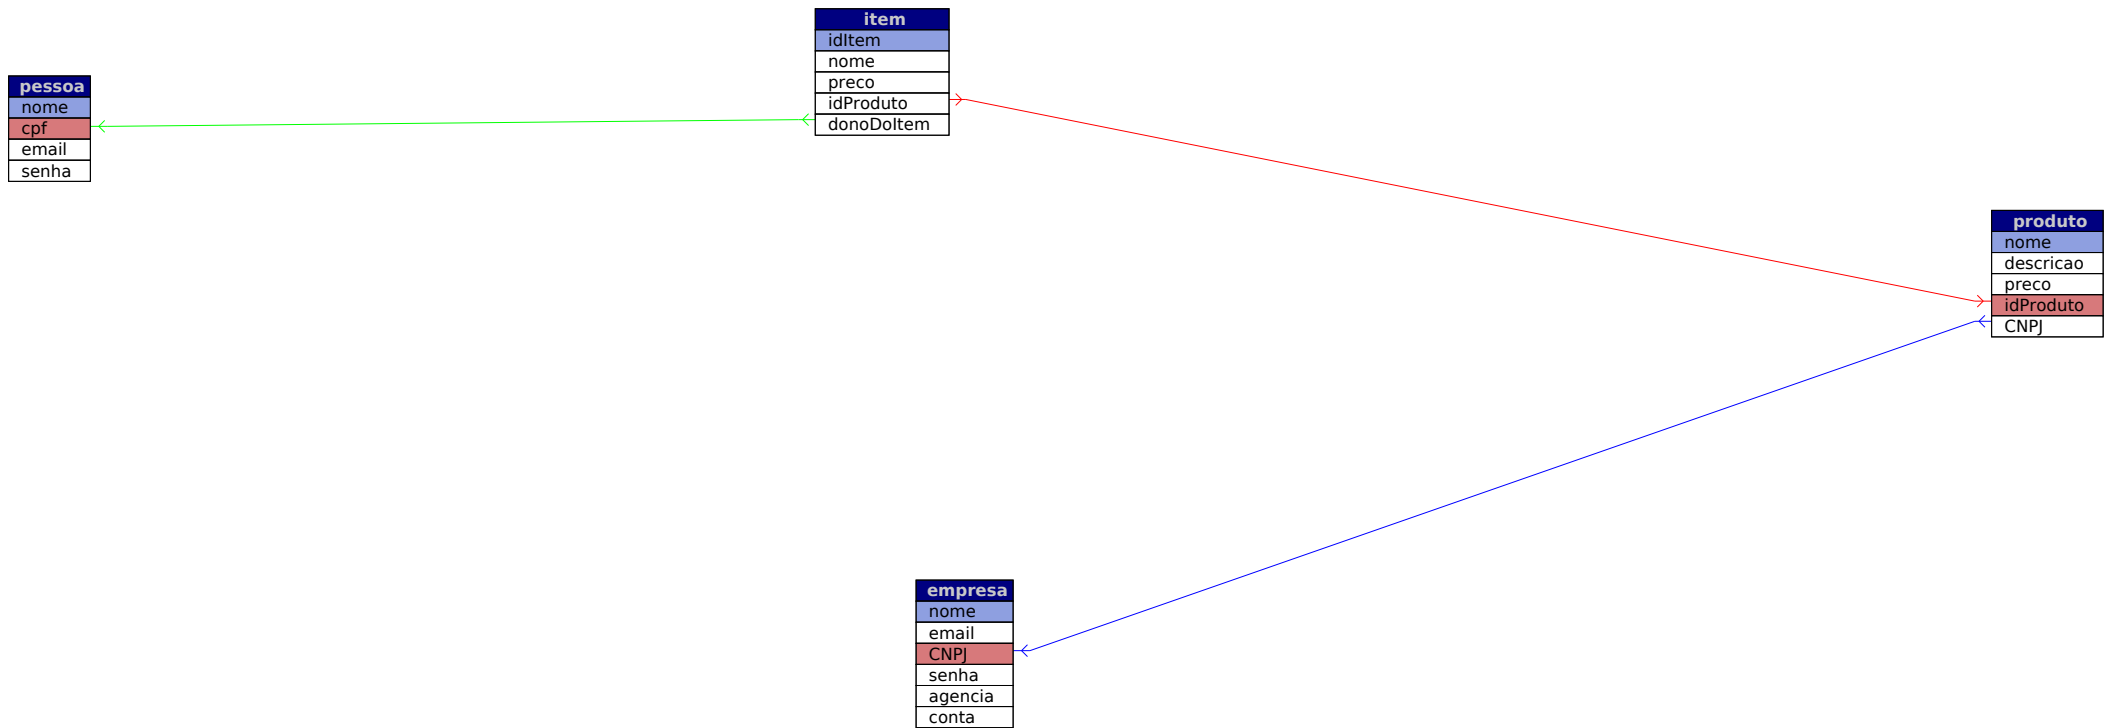 item
idItem
nome
preco
idProduto
donoDoItem
pessoa
nome
cpf
email
senha
produto
nome
descricao
preco
idProduto
CNPJ
empresa
nome
email
CNPJ
senha
agencia
conta